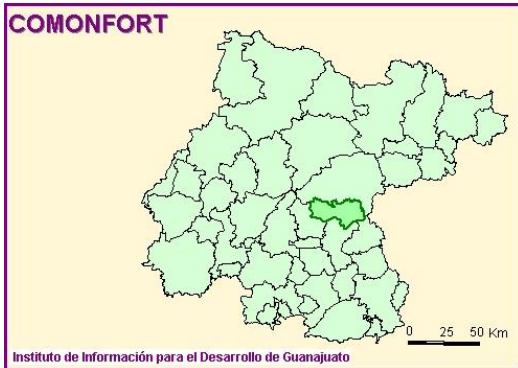 COMONFORT
0 25 50 Km
Instituto de Información para el Desarrollo de Guanajuato